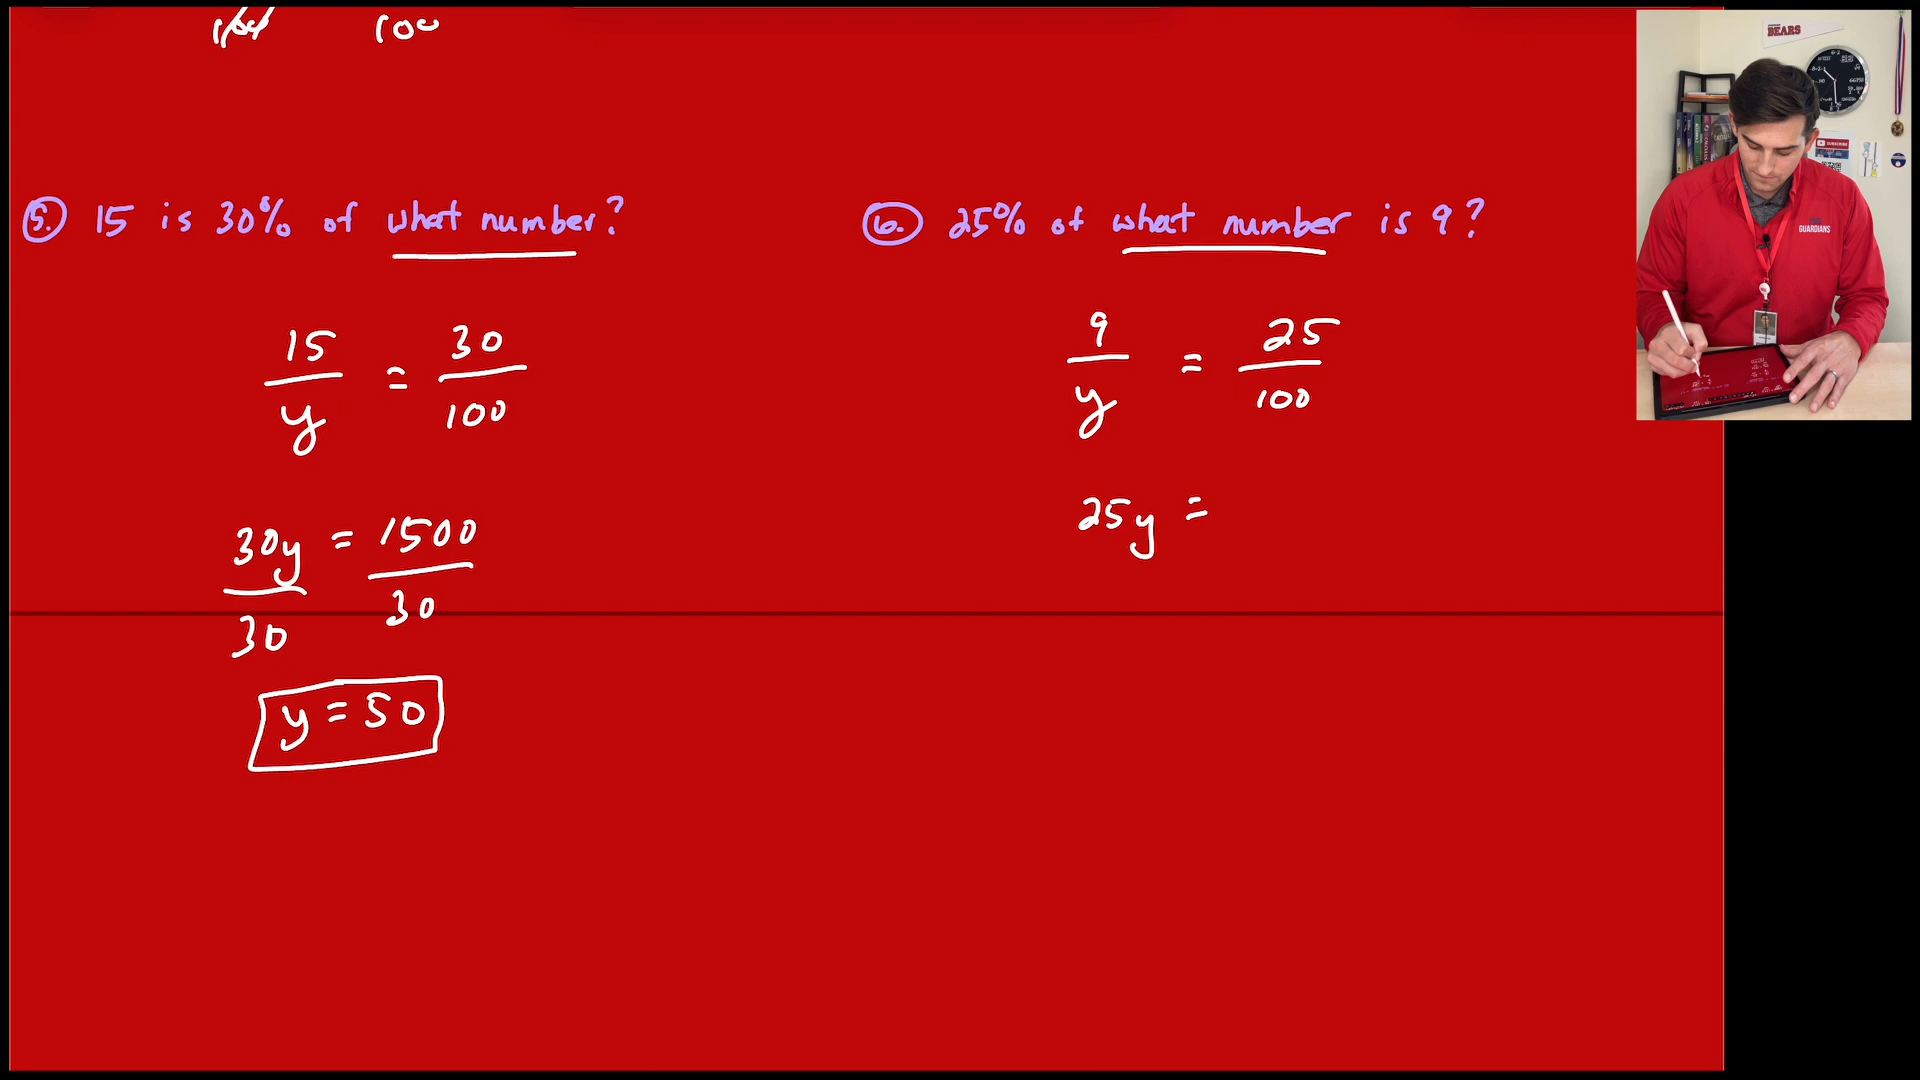 100
5. 15 is 30% of what number?
15/y = 30/100
30y/30 = 1500/30
y = 50
6. 25% of what number is 9?
9/y = 25/100
25y =
BEARS
SUBSCRIBE
GUARDIANS